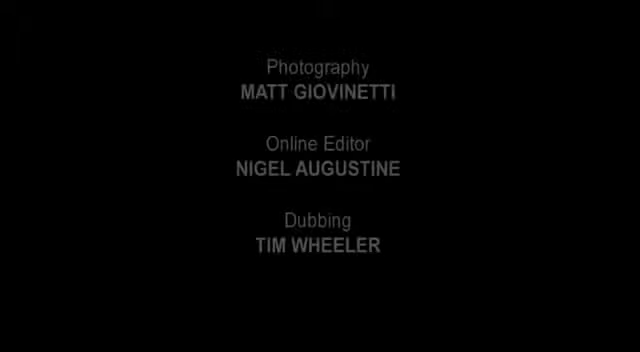 Photography
MATT GIOVINETTI
Online Editor
NIGEL AUGUSTINE
Dubbing
TIM WHEELER